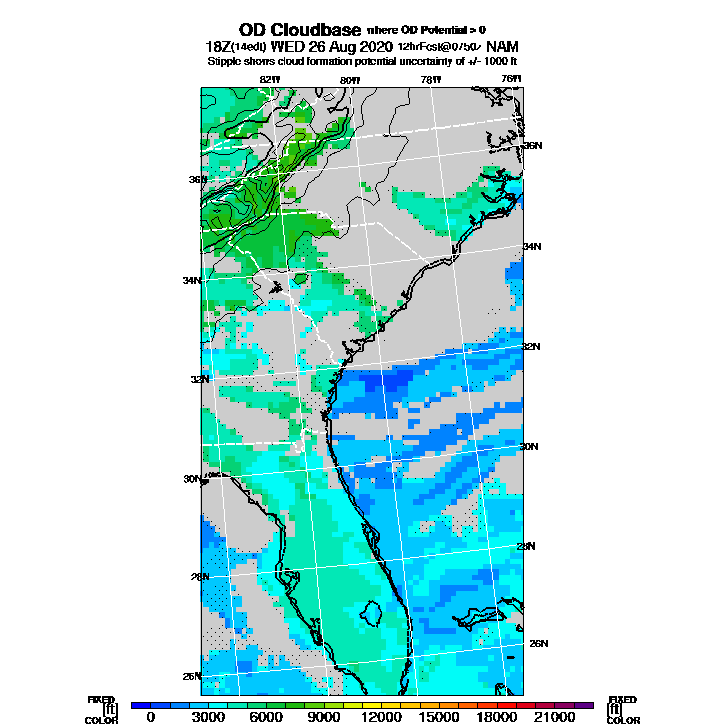 OD Cloudbase where OD Potential > 0
18Z(14edt) WED 26 Aug 2020 NAM
Stipple shows cloud formation potential uncertainty of +/- 1000 ft
82W 80W 78W 76W
36N
36N
34N
34N
32N
32N
30N
30N
28N
28N
26N
26N
FIXED FIXED
[ft] [ft]
COLOR COLOR
0 3000 6000 9000 12000 15000 18000 21000